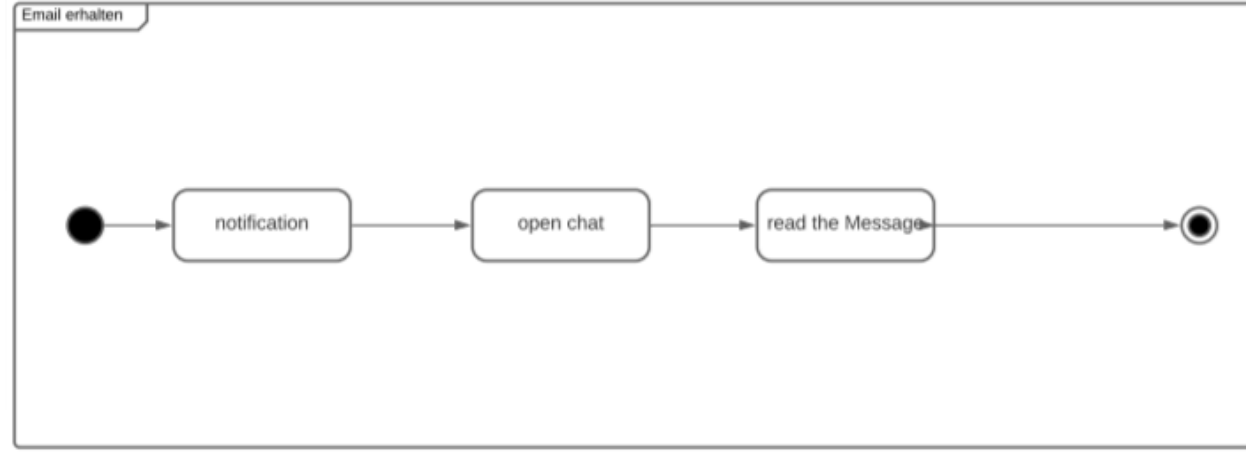 Email erhalten
notification
open chat
read the Message